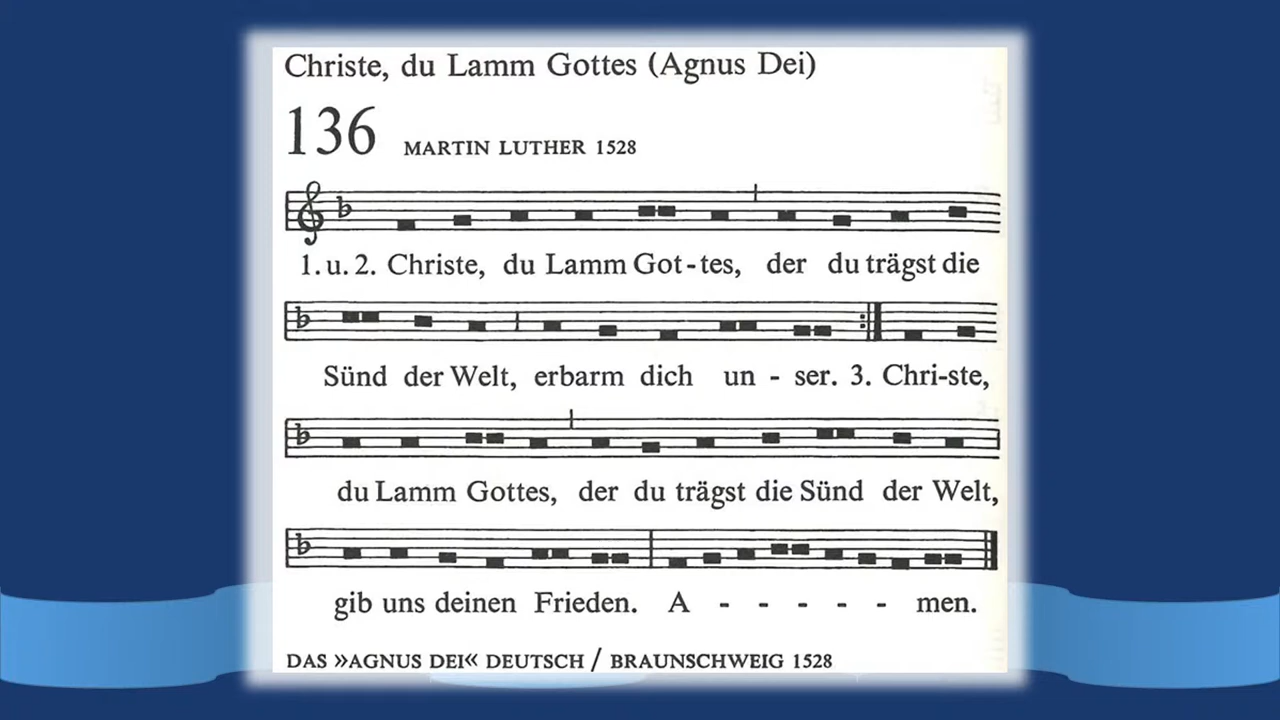 Christe, du Lamm Gottes (Agnus Dei)
136 MARTIN LUTHER 1528
1. u. 2. Christe, du Lamm Got - tes, der du trägst die
Sünd der Welt, erbarm dich un - ser. 3. Chri-ste,
du Lamm Gottes, der du trägst die Sünd der Welt,
gib uns deinen Frieden. A - - - - - men.
DAS »AGNUS DEI« DEUTSCH / BRAUNSCHWEIG 1528